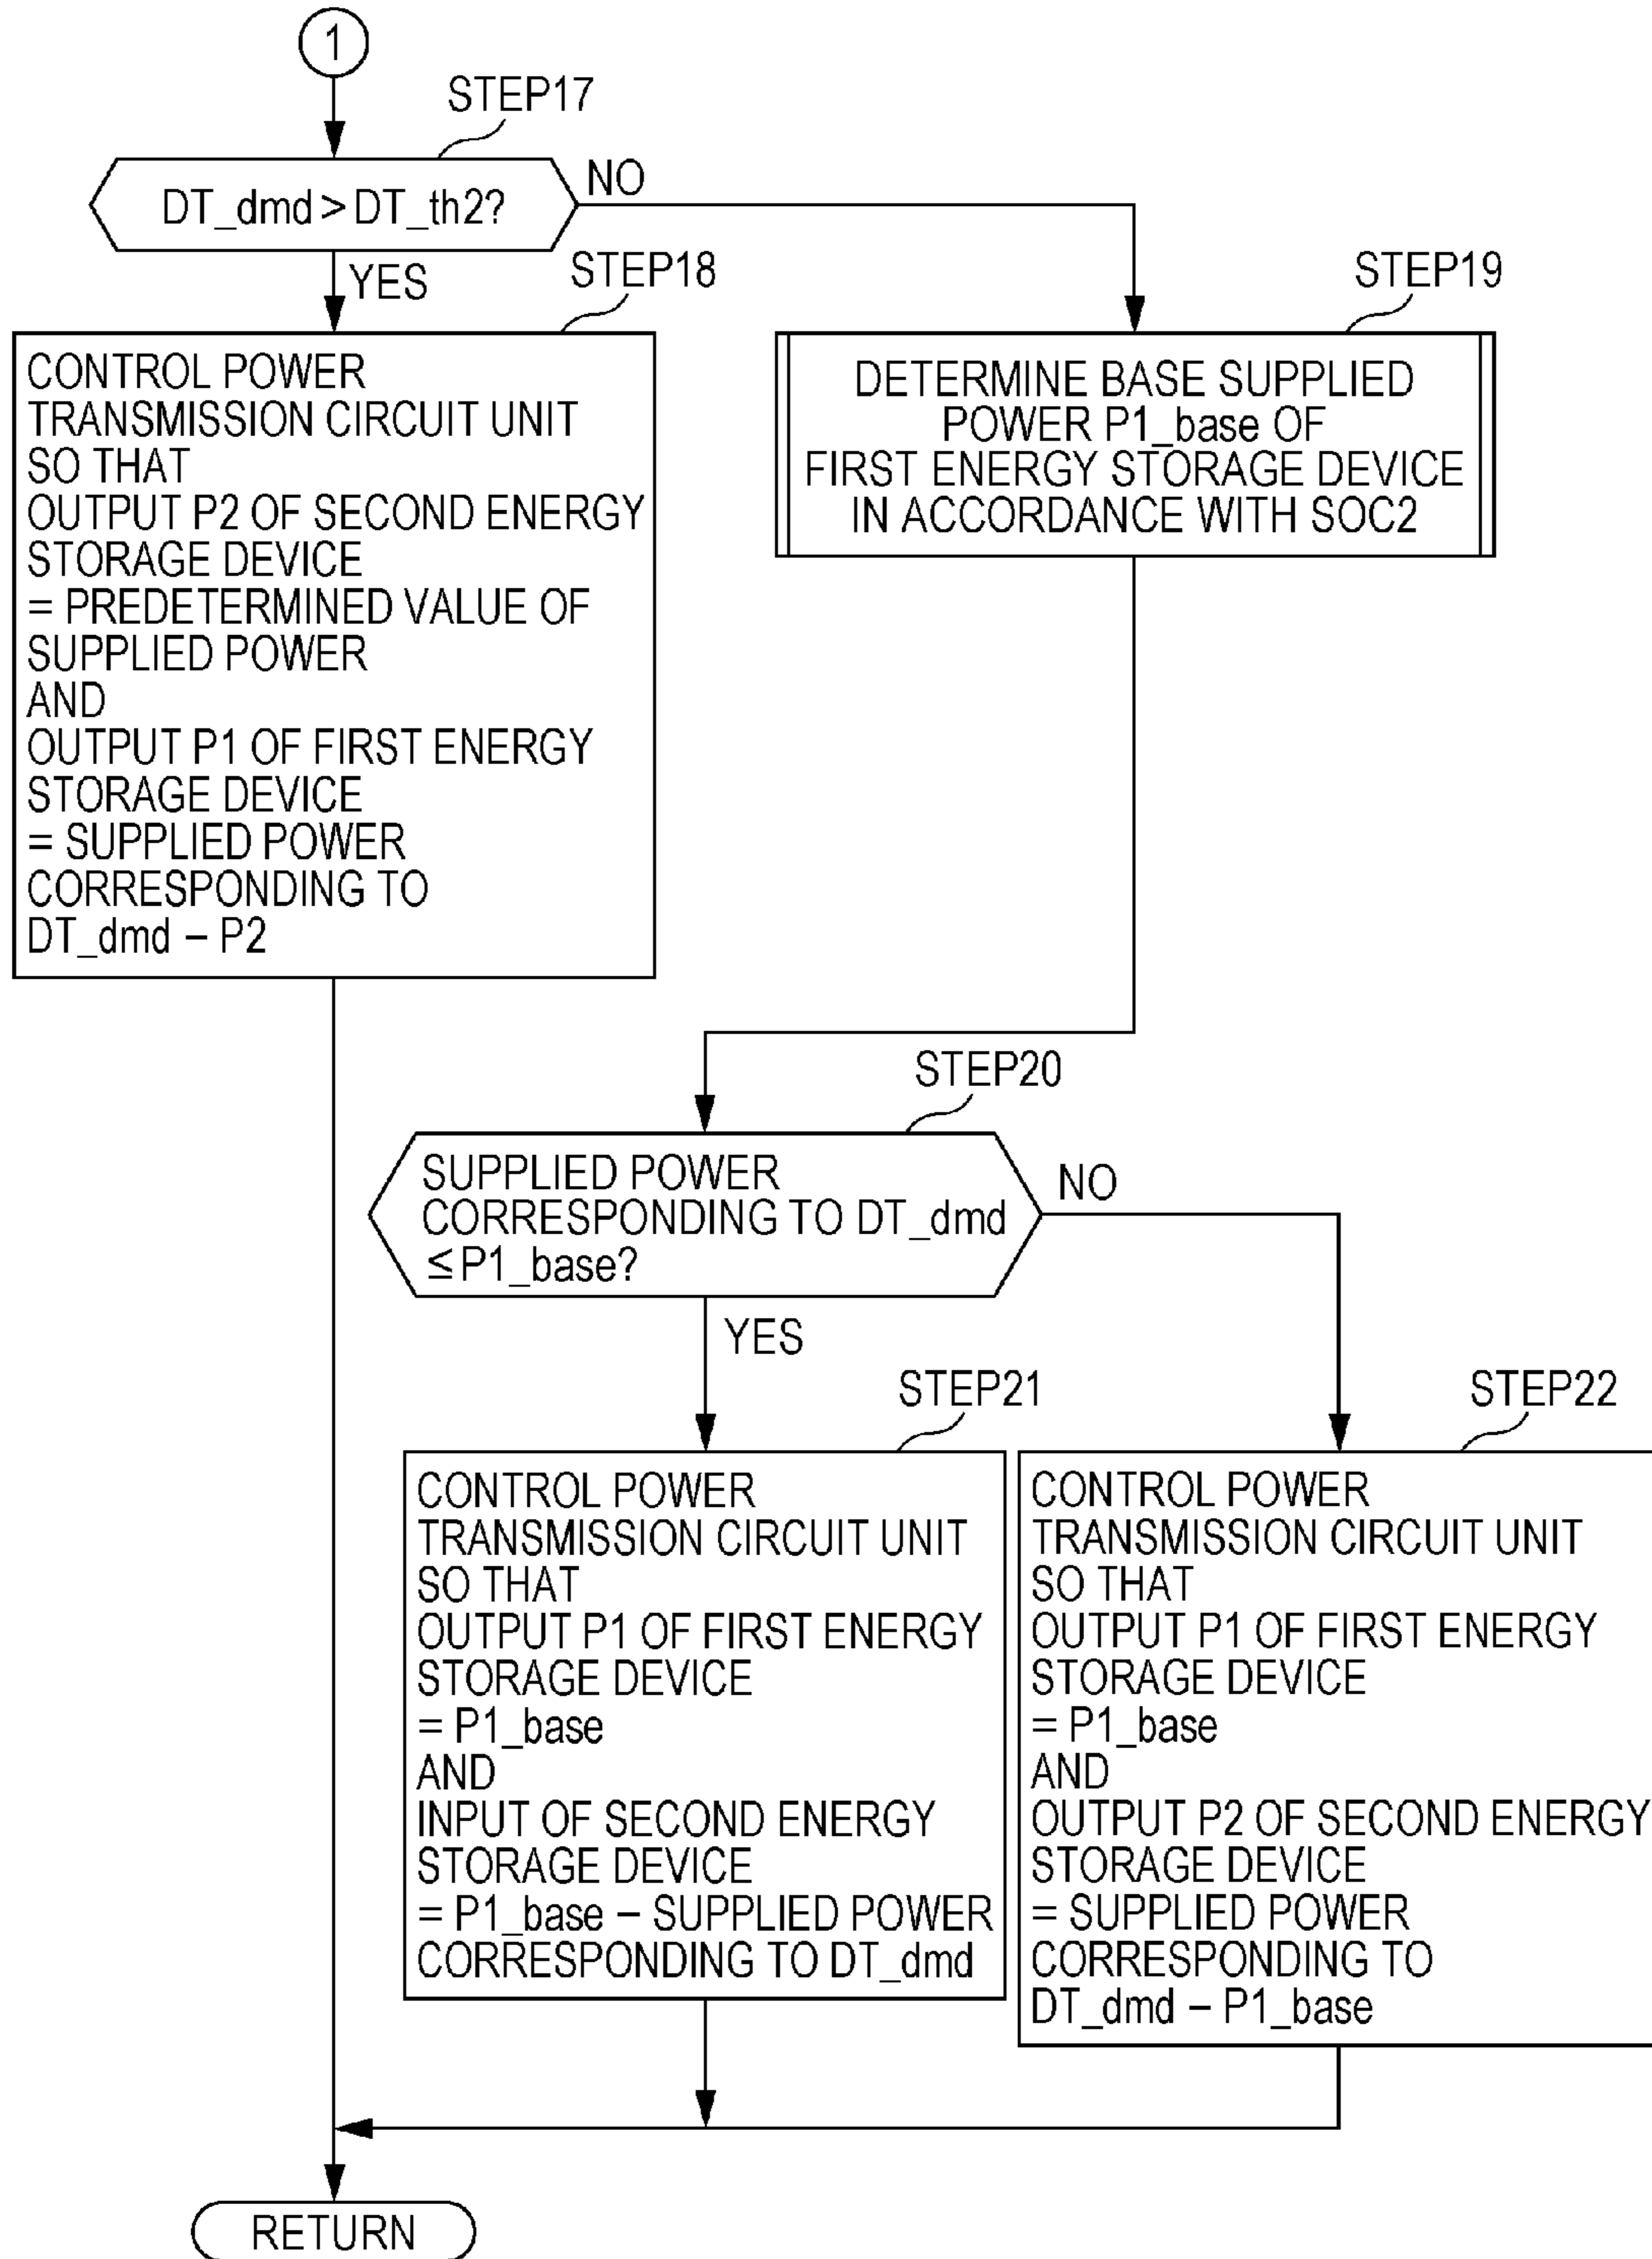 1
STEP17
DT_dmd > DT_th2?
NO
YES
STEP18
CONTROL POWER
TRANSMISSION CIRCUIT UNIT
SO THAT
OUTPUT P2 OF SECOND ENERGY
STORAGE DEVICE
= PREDETERMINED VALUE OF
SUPPLIED POWER
AND
OUTPUT P1 OF FIRST ENERGY
STORAGE DEVICE
= SUPPLIED POWER
CORRESPONDING TO
DT_dmd – P2
STEP19
DETERMINE BASE SUPPLIED
POWER P1_base OF
FIRST ENERGY STORAGE DEVICE
IN ACCORDANCE WITH SOC2
STEP20
SUPPLIED POWER
CORRESPONDING TO DT_dmd
≤ P1_base?
NO
YES
STEP21
CONTROL POWER
TRANSMISSION CIRCUIT UNIT
SO THAT
OUTPUT P1 OF FIRST ENERGY
STORAGE DEVICE
= P1_base
AND
INPUT OF SECOND ENERGY
STORAGE DEVICE
= P1_base – SUPPLIED POWER
CORRESPONDING TO DT_dmd
STEP22
CONTROL POWER
TRANSMISSION CIRCUIT UNIT
SO THAT
OUTPUT P1 OF FIRST ENERGY
STORAGE DEVICE
= P1_base
AND
OUTPUT P2 OF SECOND ENERGY
STORAGE DEVICE
= SUPPLIED POWER
CORRESPONDING TO
DT_dmd – P1_base
RETURN